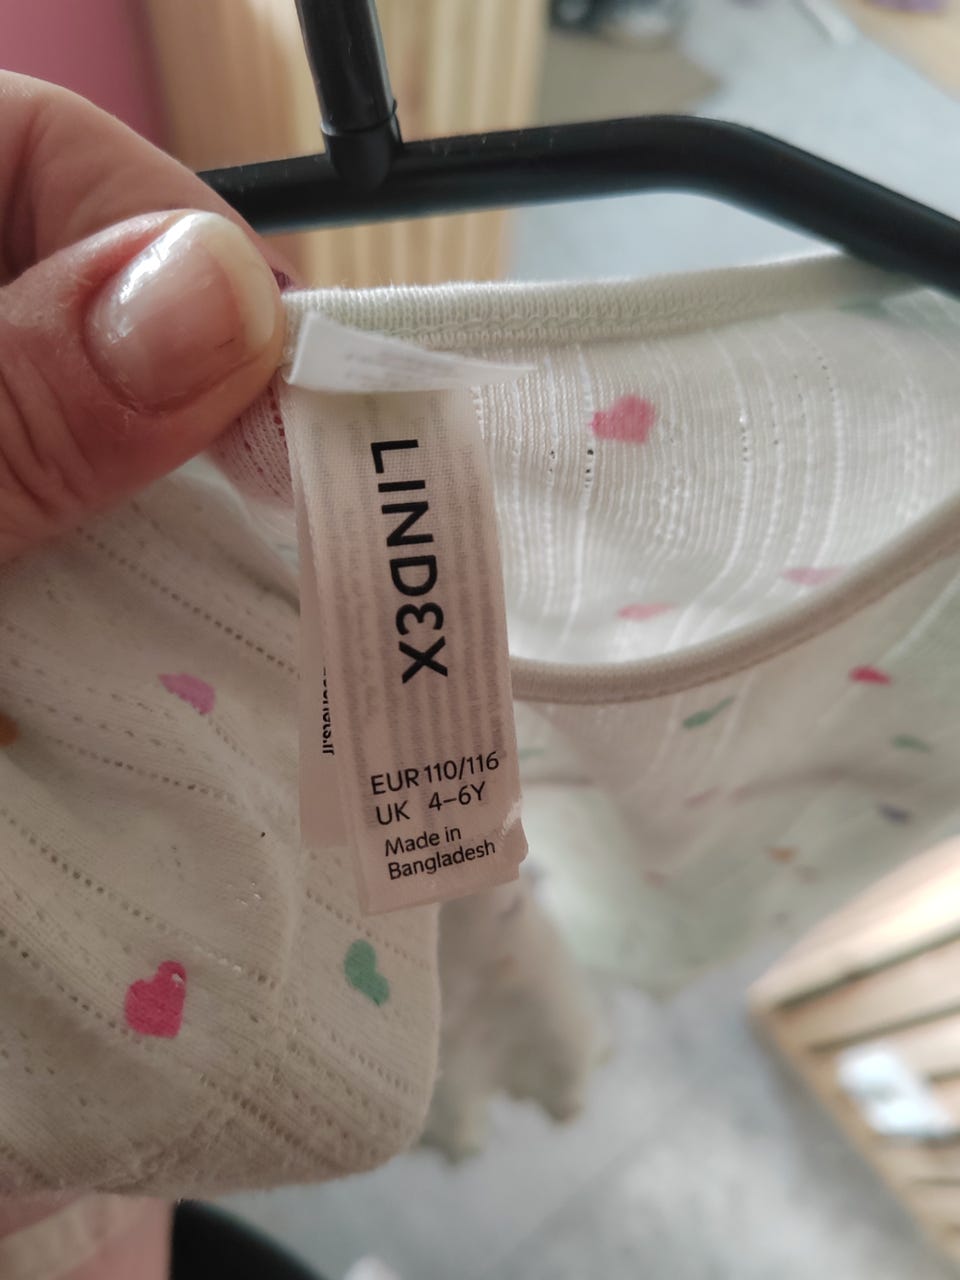 LINDEX
EUR 110/116
UK 4–6Y
Made in
Bangladesh